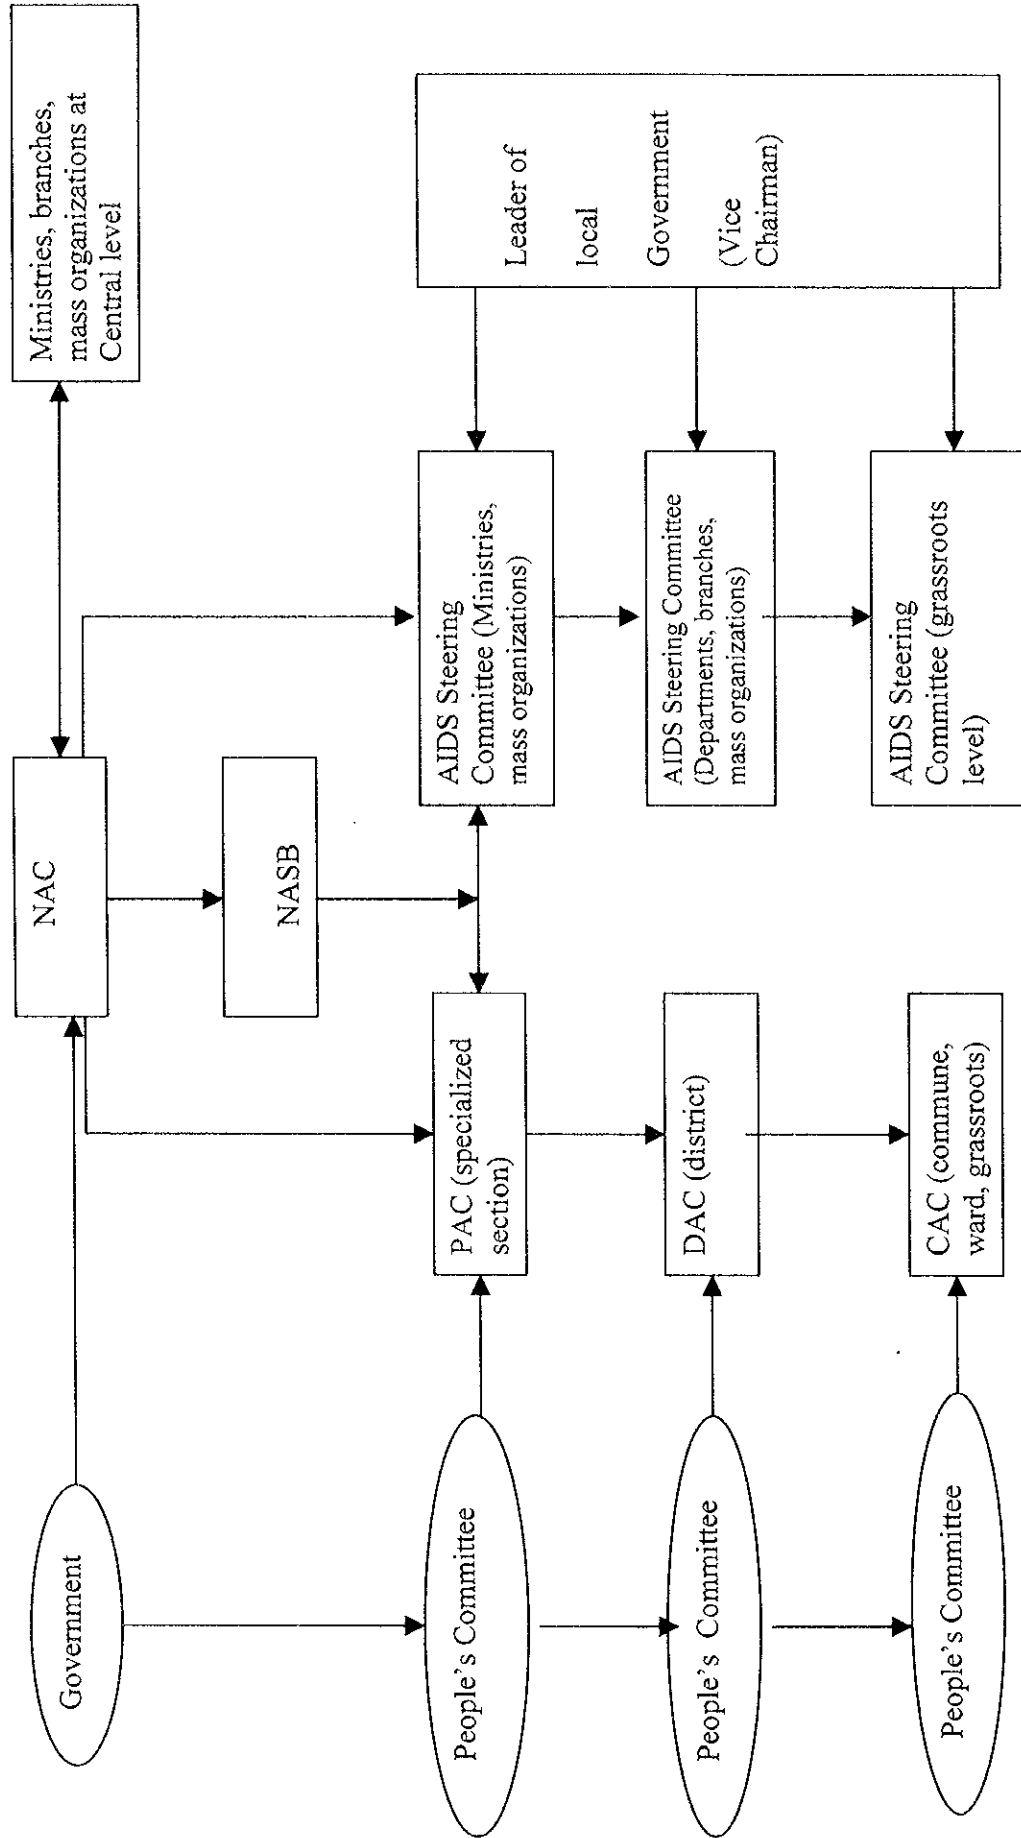 Government
NAC
Ministries, branches,
mass organizations at
Central level
NASB
People's Committee
PAC (specialized
section)
AIDS Steering
Committee (Ministries,
mass organizations)
Leader of
local
Government
(Vice
Chairman)
People's Committee
DAC (district)
AIDS Steering Committee
(Departments, branches,
mass organizations)
People's Committee
CAC (commune,
ward, grassroots)
AIDS Steering
Committee (grassroots
level)